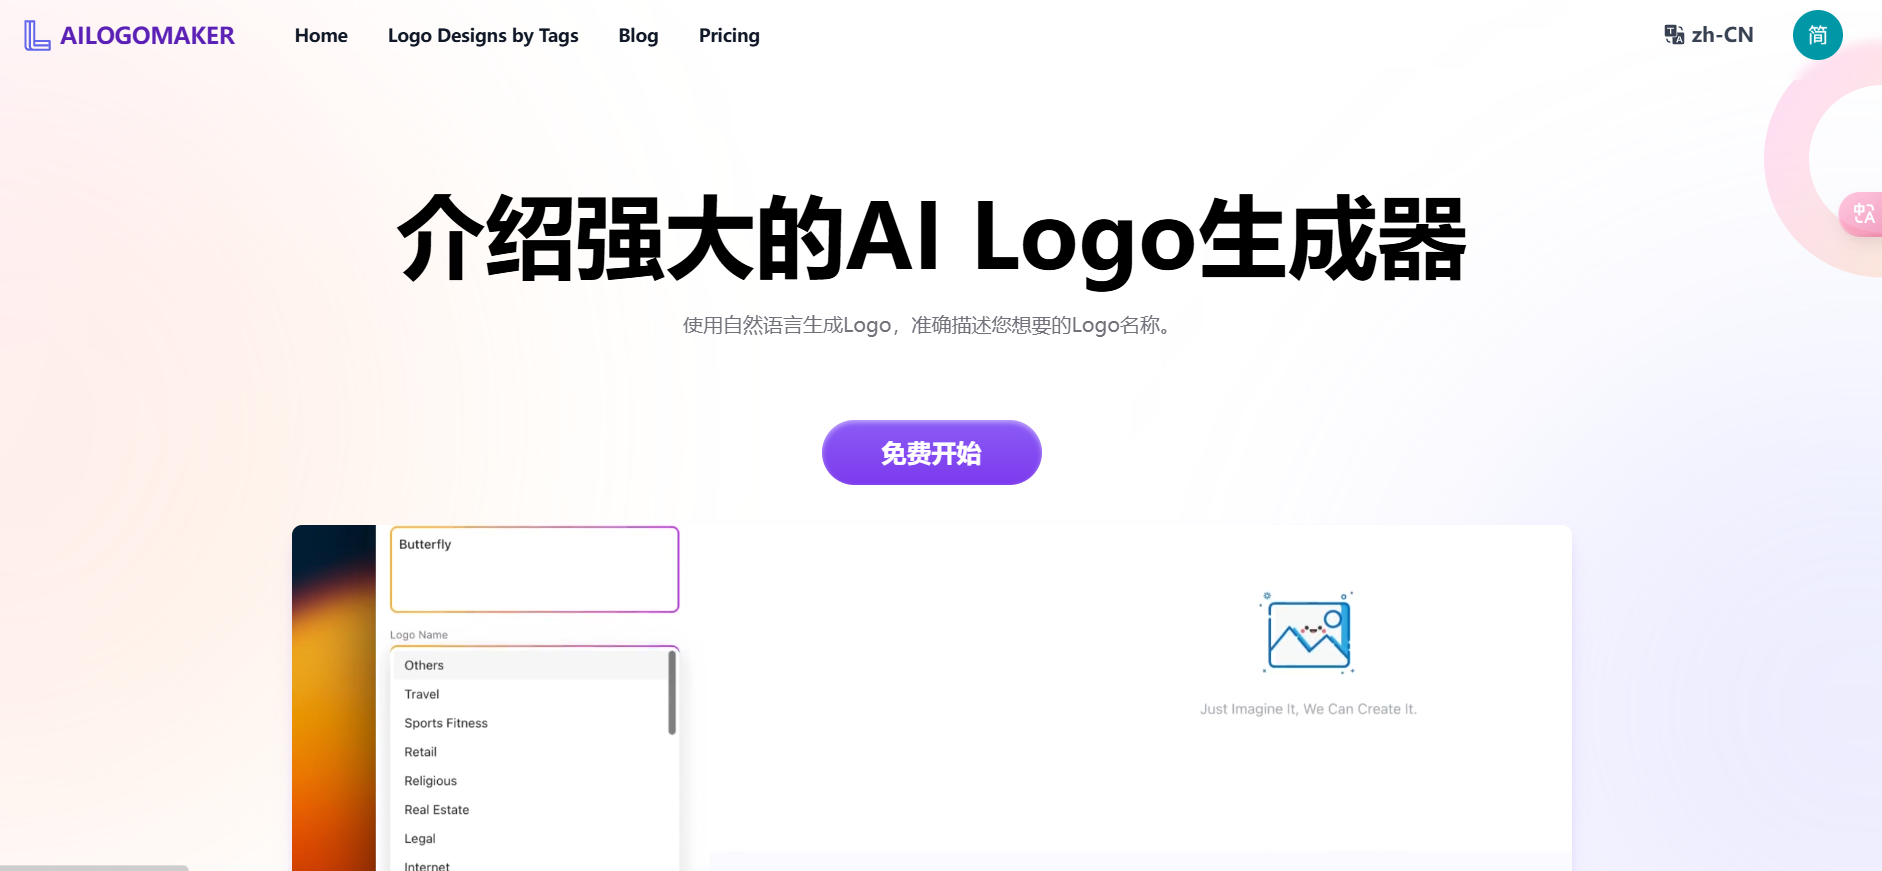 AILOGOMAKER
Home
Logo Designs by Tags
Blog
Pricing
zh-CN
简
介绍强大的AI Logo生成器
使用自然语言生成Logo，准确描述您想要的Logo名称。
免费开始
Butterfly
Logo Name
Others
Travel
Sports Fitness
Retail
Religious
Real Estate
Legal
Internet
Just Imagine It, We Can Create It.